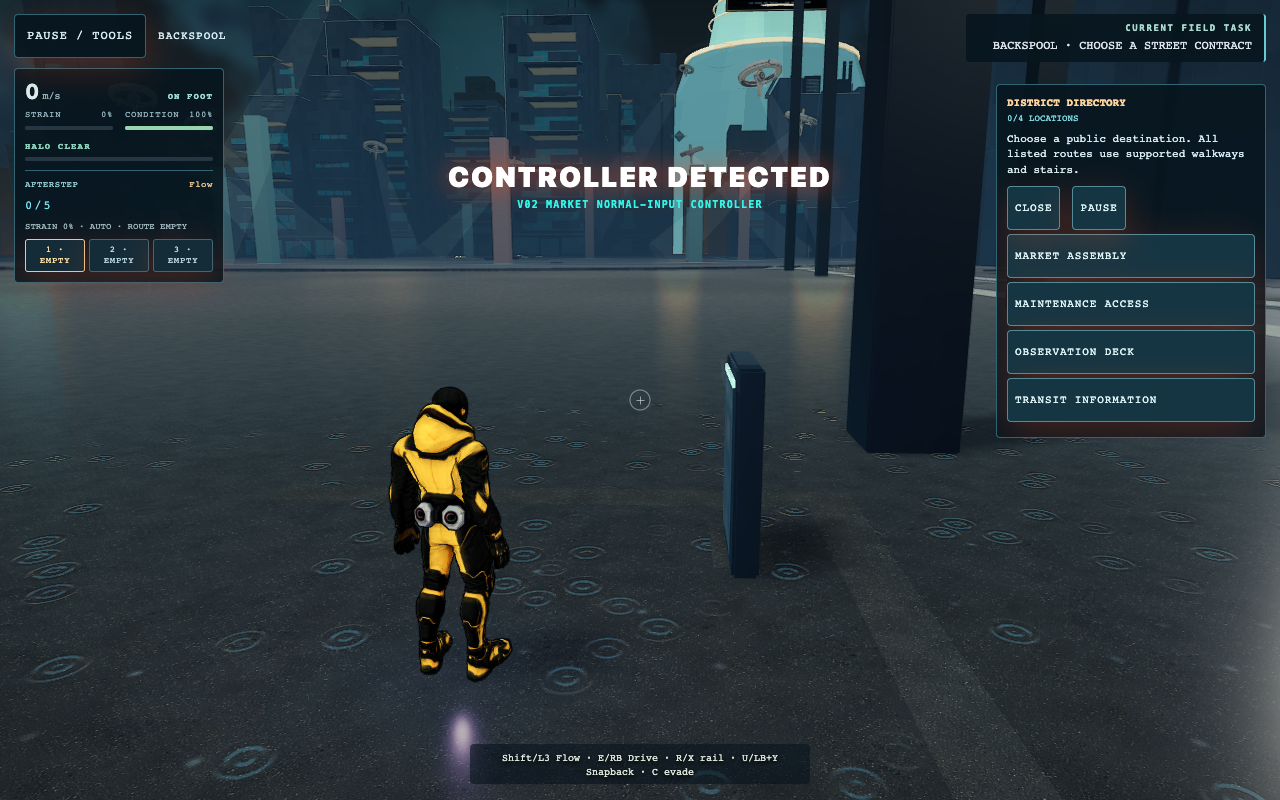 PAUSE / TOOLS
BACKSPOOL
0 m/s
ON FOOT
STRAIN 0%
CONDITION 100%
HALO CLEAR
AFTERSTEP
Flow
0/5
STRAIN 0% · AUTO · ROUTE EMPTY
1 · EMPTY
2 · EMPTY
3 · EMPTY
CONTROLLER DETECTED
V02 MARKET NORMAL-INPUT CONTROLLER
CURRENT FIELD TASK
BACKSPOOL · CHOOSE A STREET CONTRACT
DISTRICT DIRECTORY
0/4 LOCATIONS
Choose a public destination. All
listed routes use supported walkways
and stairs.
CLOSE
PAUSE
MARKET ASSEMBLY
MAINTENANCE ACCESS
OBSERVATION DECK
TRANSIT INFORMATION
Shift/L3 Flow · E/RB Drive · R/X rail · U/LB+Y
Snapback · C evade